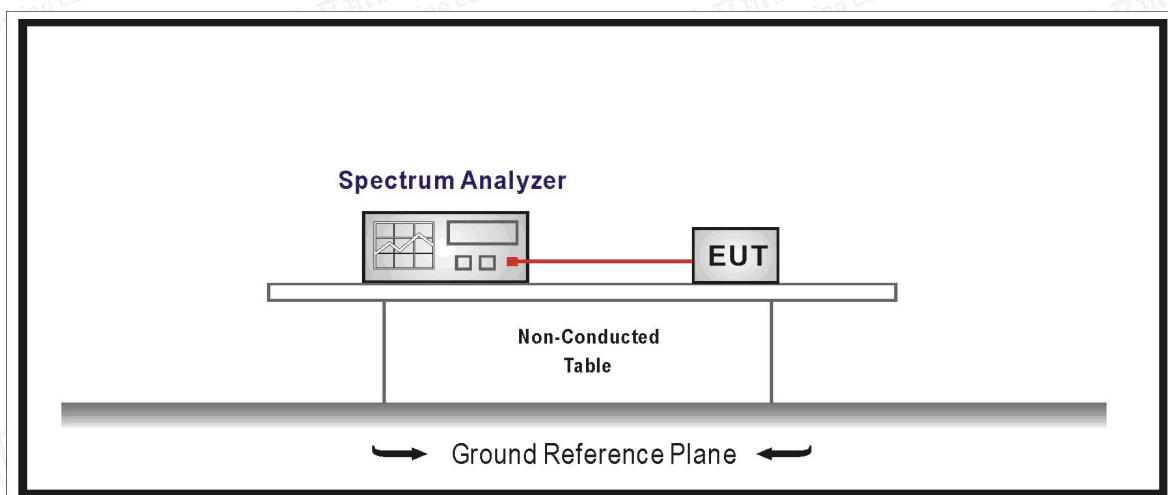 Spectrum Analyzer
EUT
Non-Conducted
Table
Ground Reference Plane